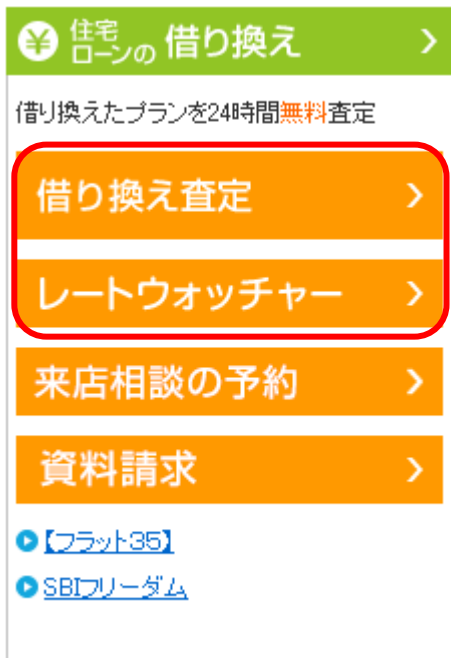 ¥ 住宅ローンの 借り換え >
借り換えたプランを24時間無料査定
借り換え査定 >
レートウォッチャー >
来店相談の予約 >
資料請求 >
【フラット35】
SBIフリーダム